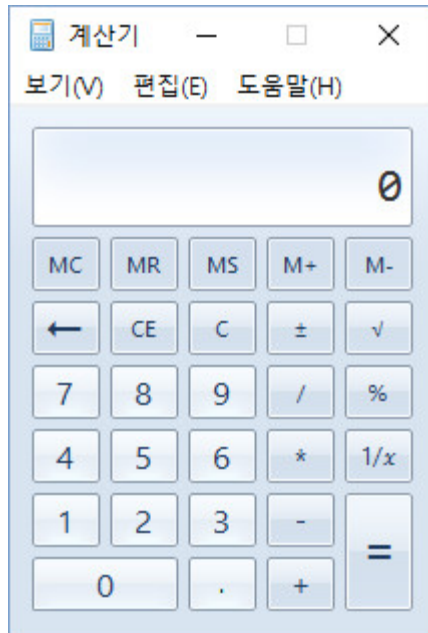 계산기
보기(V) 편집(E) 도움말(H)
0
MC MR MS M+ M-
← CE C ± √
7 8 9 / %
4 5 6 * 1/x
1 2 3 - =
0 . +